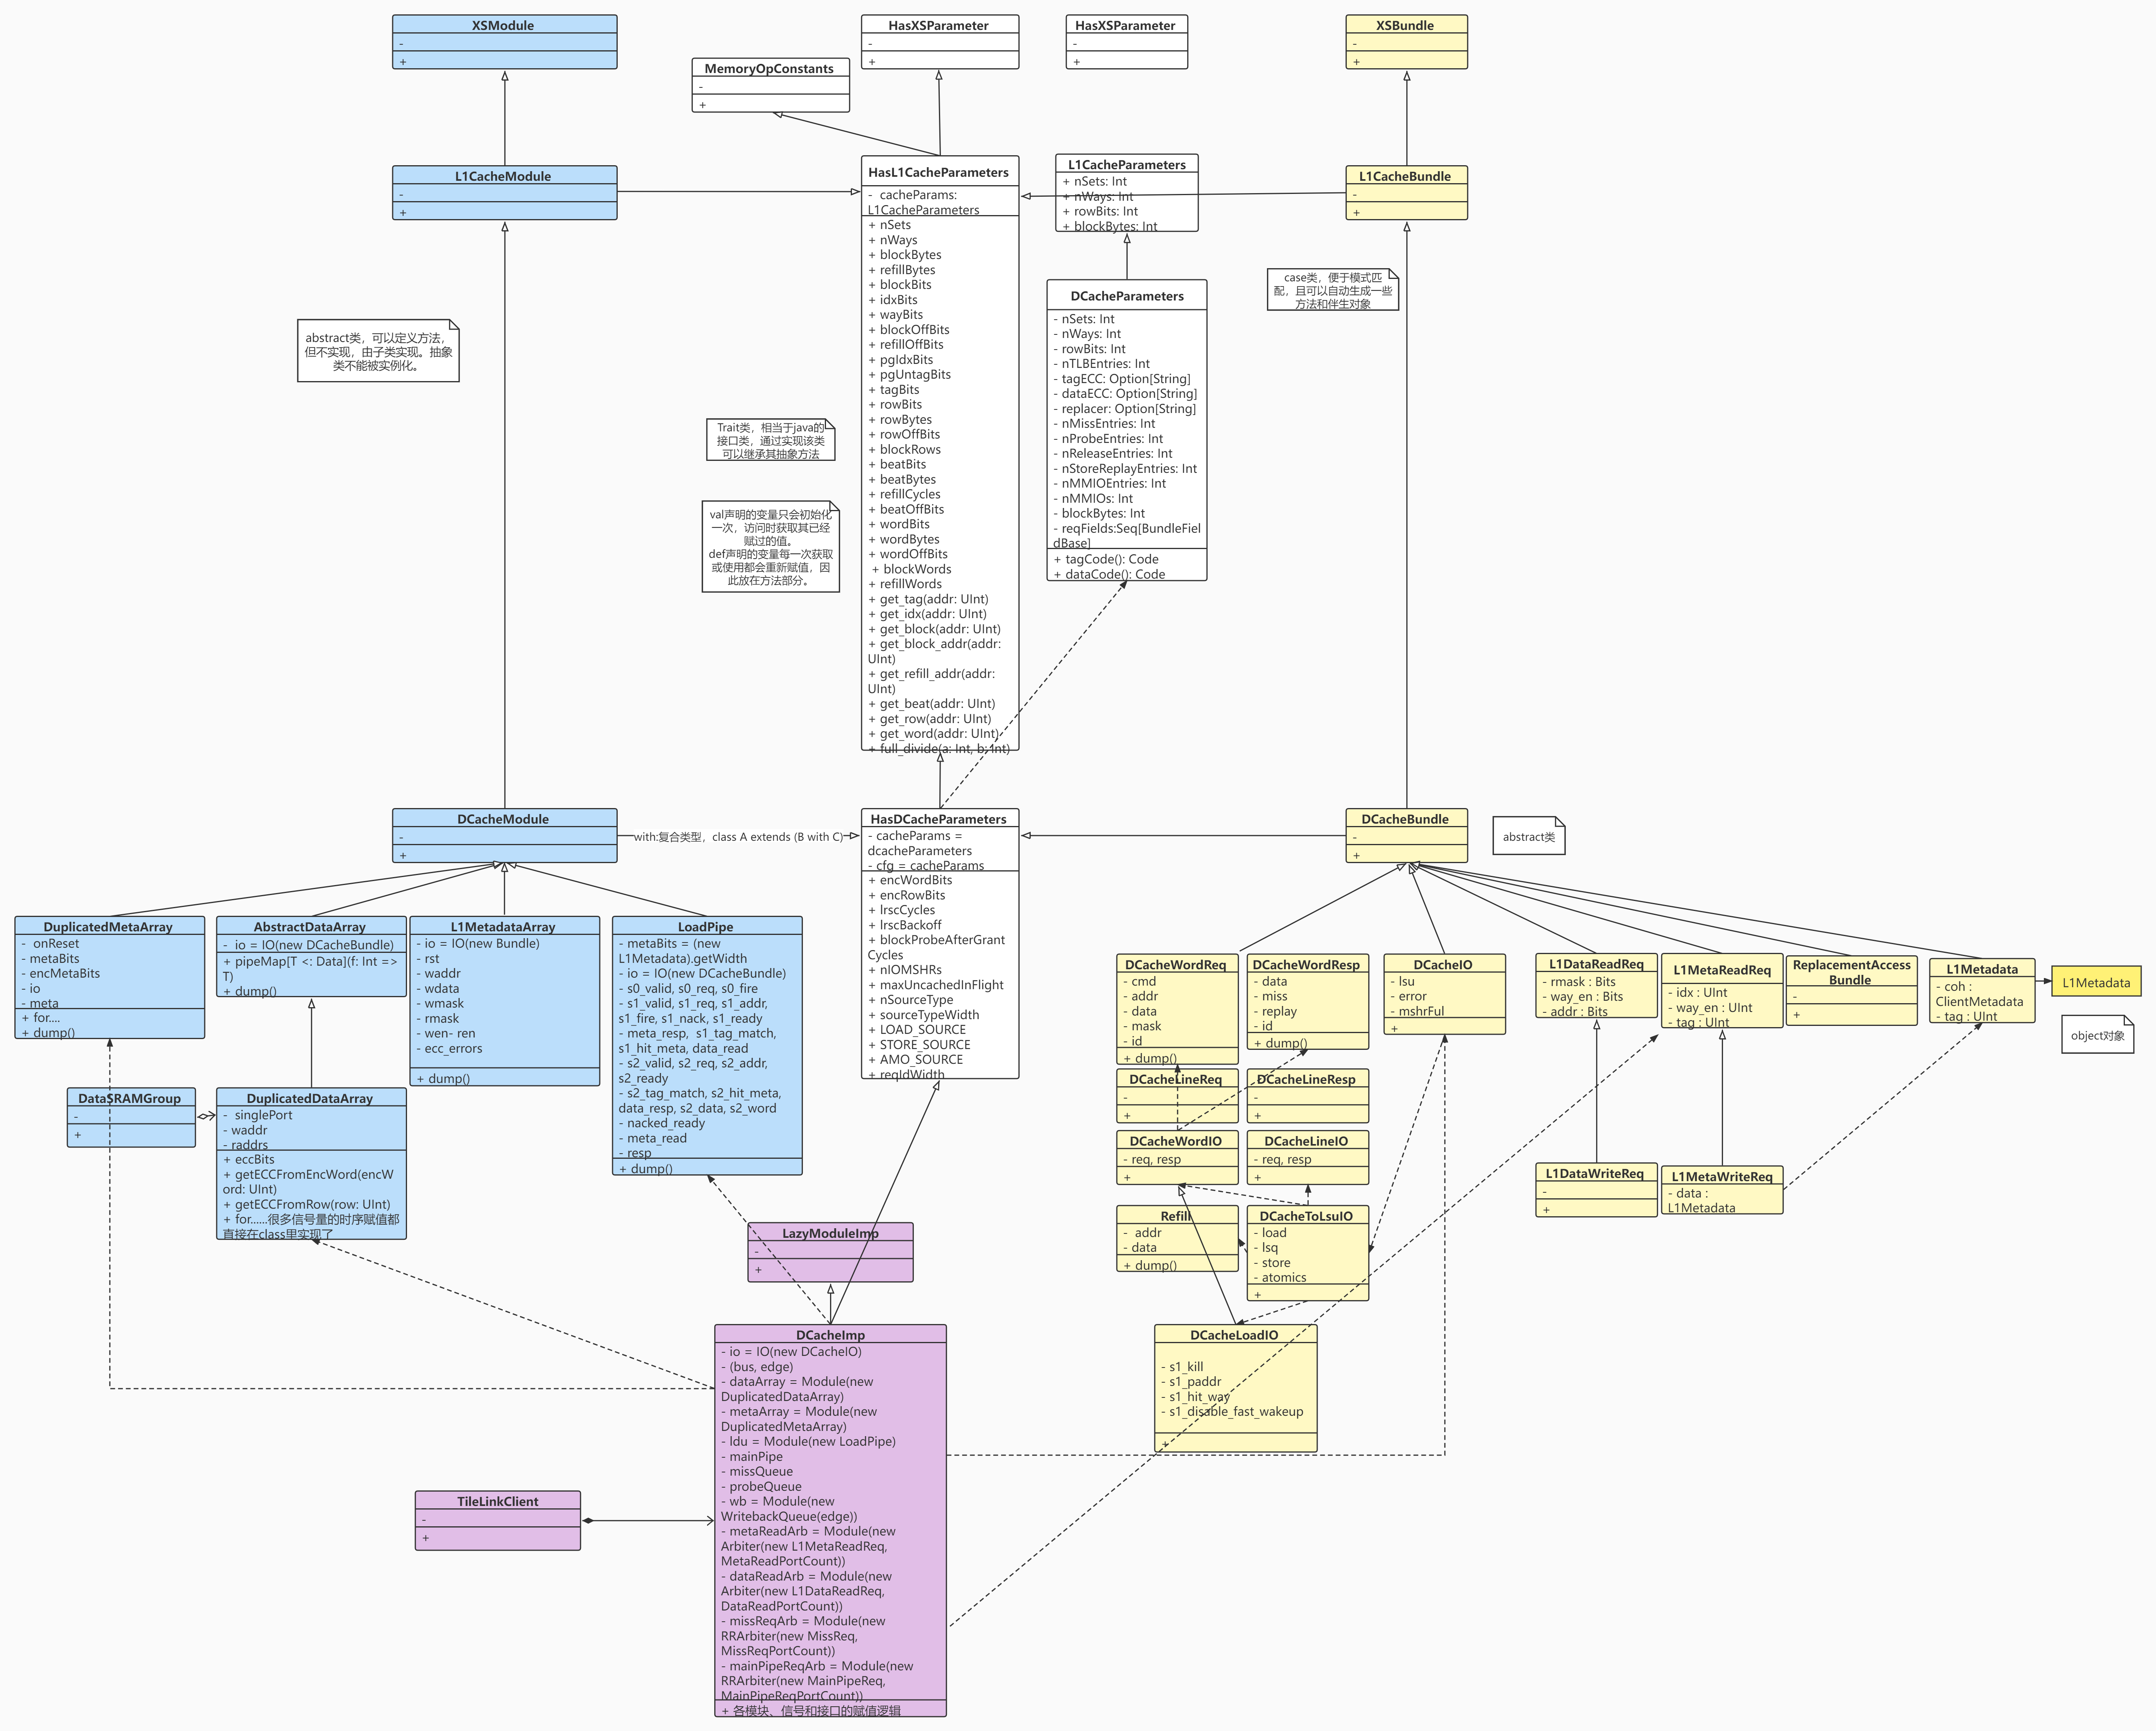 XSModule
-
+
HasXSParameter
-
+
HasXSParameter
-
+
XSBundle
-
+
MemoryOpConstants
-
+
L1CacheModule
-
+
HasL1CacheParameters
- cacheParams:
L1CacheParameters
+ nSets
+ nWays
+ blockBytes
+ refillBytes
+ blockBits
+ idxBits
+ wayBits
+ blockOffBits
+ refillOffBits
+ pgIdxBits
+ pgUntagBits
+ tagBits
+ rowBits
+ rowBytes
+ rowOffBits
+ blockRows
+ beatBits
+ beatBytes
+ refillCycles
+ beatOffBits
+ wordBits
+ wordBytes
+ wordOffBits
+ blockWords
+ refillWords
+ get_tag(addr: UInt)
+ get_idx(addr: UInt)
+ get_block(addr: UInt)
+ get_block_addr(addr:
UInt)
+ get_refill_addr(addr:
UInt)
+ get_beat(addr: UInt)
+ get_row(addr: UInt)
+ get_word(addr: UInt)
+ full_divide(a: Int, b: Int)
L1CacheParameters
+ nSets: Int
+ nWays: Int
+ rowBits: Int
+ blockBytes: Int
L1CacheBundle
-
+
DCacheParameters
- nSets: Int
- nWays: Int
- rowBits: Int
- nTLBEntries: Int
- tagECC: Option[String]
- dataECC: Option[String]
- replacer: Option[String]
- nMissEntries: Int
- nProbeEntries: Int
- nReleaseEntries: Int
- nStoreReplayEntries: Int
- nMMIOEntries: Int
- nMMIOs: Int
- blockBytes: Int
- reqFields:Seq[BundleFiel
dBase]
+ tagCode(): Code
+ dataCode(): Code
case类，便于模式匹
配，且可以自动生成一些
方法和伴生对象
abstract类，可以定义方法，
但不实现，由子类实现。抽象
类不能被实例化。
Trait类，相当于java的
接口类，通过实现该类
可以继承其抽象方法
val声明的变量只会初始化
一次，访问时获取其已经
赋过的值。
def声明的变量每一次获取
或使用都会重新赋值，因
此放在方法部分。
DCacheModule
-
+
with:复合类型，class A extends (B with C)
HasDCacheParameters
- cacheParams =
dcacheParameters
- cfg = cacheParams
+ encWordBits
+ encRowBits
+ lrscCycles
+ lrscBackoff
+ blockProbeAfterGrant
Cycles
+ nIOMSHRs
+ maxUncachedInFlight
+ nSourceType
+ sourceTypeWidth
+ LOAD_SOURCE
+ STORE_SOURCE
+ AMO_SOURCE
+ reqIdWidth
DCacheBundle
-
+
abstract类
DuplicatedMetaArray
- onReset
- metaBits
- encMetaBits
- io
- meta
+ for....
+ dump()
AbstractDataArray
- io = IO(new DCacheBundle)
+ pipeMap[T <: Data](f: Int =>
T)
+ dump()
L1MetadataArray
- io = IO(new Bundle)
- rst
- waddr
- wdata
- wmask
- rmask
- wen- ren
- ecc_errors
+ dump()
LoadPipe
- metaBits = (new
L1Metadata).getWidth
- io = IO(new DCacheBundle)
- s0_valid, s0_req, s0_fire
- s1_valid, s1_req, s1_addr,
s1_fire, s1_nack, s1_ready
- meta_resp,  s1_tag_match,
s1_hit_meta, data_read
- s2_valid, s2_req, s2_addr,
s2_ready
- s2_tag_match, s2_hit_meta,
data_resp, s2_data, s2_word
- nacked_ready
- meta_read
- resp
+ dump()
DCacheWordReq
- cmd
- addr
- data
- mask
- id
+ dump()
DCacheWordResp
- data
- miss
- replay
- id
+ dump()
DCacheIO
- lsu
- error
- mshrFul
+
L1DataReadReq
- rmask : Bits
- way_en : Bits
- addr : Bits
L1MetaReadReq
- idx : UInt
- way_en : UInt
- tag : UInt
ReplacementAccess
Bundle
-
+
L1Metadata
- coh :
ClientMetadata
- tag : UInt
L1Metadata
object对象
DCacheLineReq
-
+
DCacheLineResp
-
+
DataSRAMGroup
-
+
DuplicatedDataArray
- singlePort
- waddr
- raddrs
+ eccBits
+ getECCFromEncWord(encW
ord: UInt)
+ getECCFromRow(row: UInt)
+ for......很多信号量的时序赋值都
直接在class里实现了
DCacheWordIO
- req, resp
+
DCacheLineIO
- req, resp
+
L1DataWriteReq
-
+
L1MetaWriteReq
- data :
L1Metadata
Refill
- addr
- data
+ dump()
DCacheToLsuIO
- load
- lsq
- store
- atomics
+
LazyModuleImp
-
+
DCacheLoadIO
- s1_kill
- s1_paddr
- s1_hit_way
- s1_disable_fast_wakeup
+
DCacheImp
- io = IO(new DCacheIO)
- (bus, edge)
- dataArray = Module(new
DuplicatedDataArray)
- metaArray = Module(new
DuplicatedMetaArray)
- ldu = Module(new LoadPipe)
- mainPipe
- missQueue
- probeQueue
- wb = Module(new
WritebackQueue(edge))
- metaReadArb = Module(new
Arbiter(new L1MetaReadReq,
MetaReadPortCount))
- dataReadArb = Module(new
Arbiter(new L1DataReadReq,
DataReadPortCount))
- missReqArb = Module(new
RRArbiter(new MissReq,
MissReqPortCount))
- mainPipeReqArb = Module(new
RRArbiter(new MainPipeReq,
MainPipeReqPortCount))
+ 各模块、信号和接口的赋值逻辑
TileLinkClient
-
+